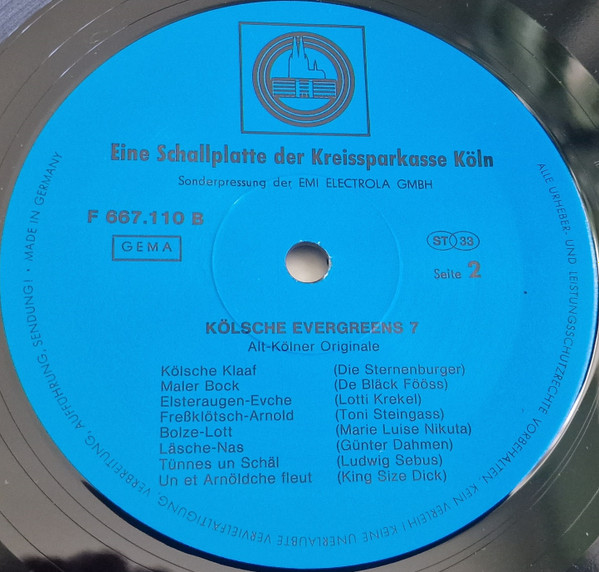 Eine Schallplatte der Kreissparkasse Köln
Sonderpressung der EMI ELECTROLA GMBH
F 667.110 B
GEMA
ST 33
Seite 2
KÖLSCHE EVERGREENS 7
Alt-Kölner Originale
Kölsche Klaaf (Die Sternenburger)
Maler Bock (De Bläck Fööss)
Elsteraugen-Evche (Lotti Krekel)
Freßklötsch-Arnold (Toni Steingass)
Bolze-Lott (Marie Luise Nikuta)
Läsche-Nas (Günter Dahmen)
Tünnes un Schäl (Ludwig Sebus)
Un et Arnöldche fleut (King Size Dick)
ALLE URHEBER- UND LEISTUNGSSCHUTZRECHTE VORBEHALTEN. KEIN VERLEIH! KEINE UNERLAUBTE VERVIELFÄLTIGUNG, VERBREITUNG, AUFFÜHRUNG, SENDUNG! • MADE IN GERMANY